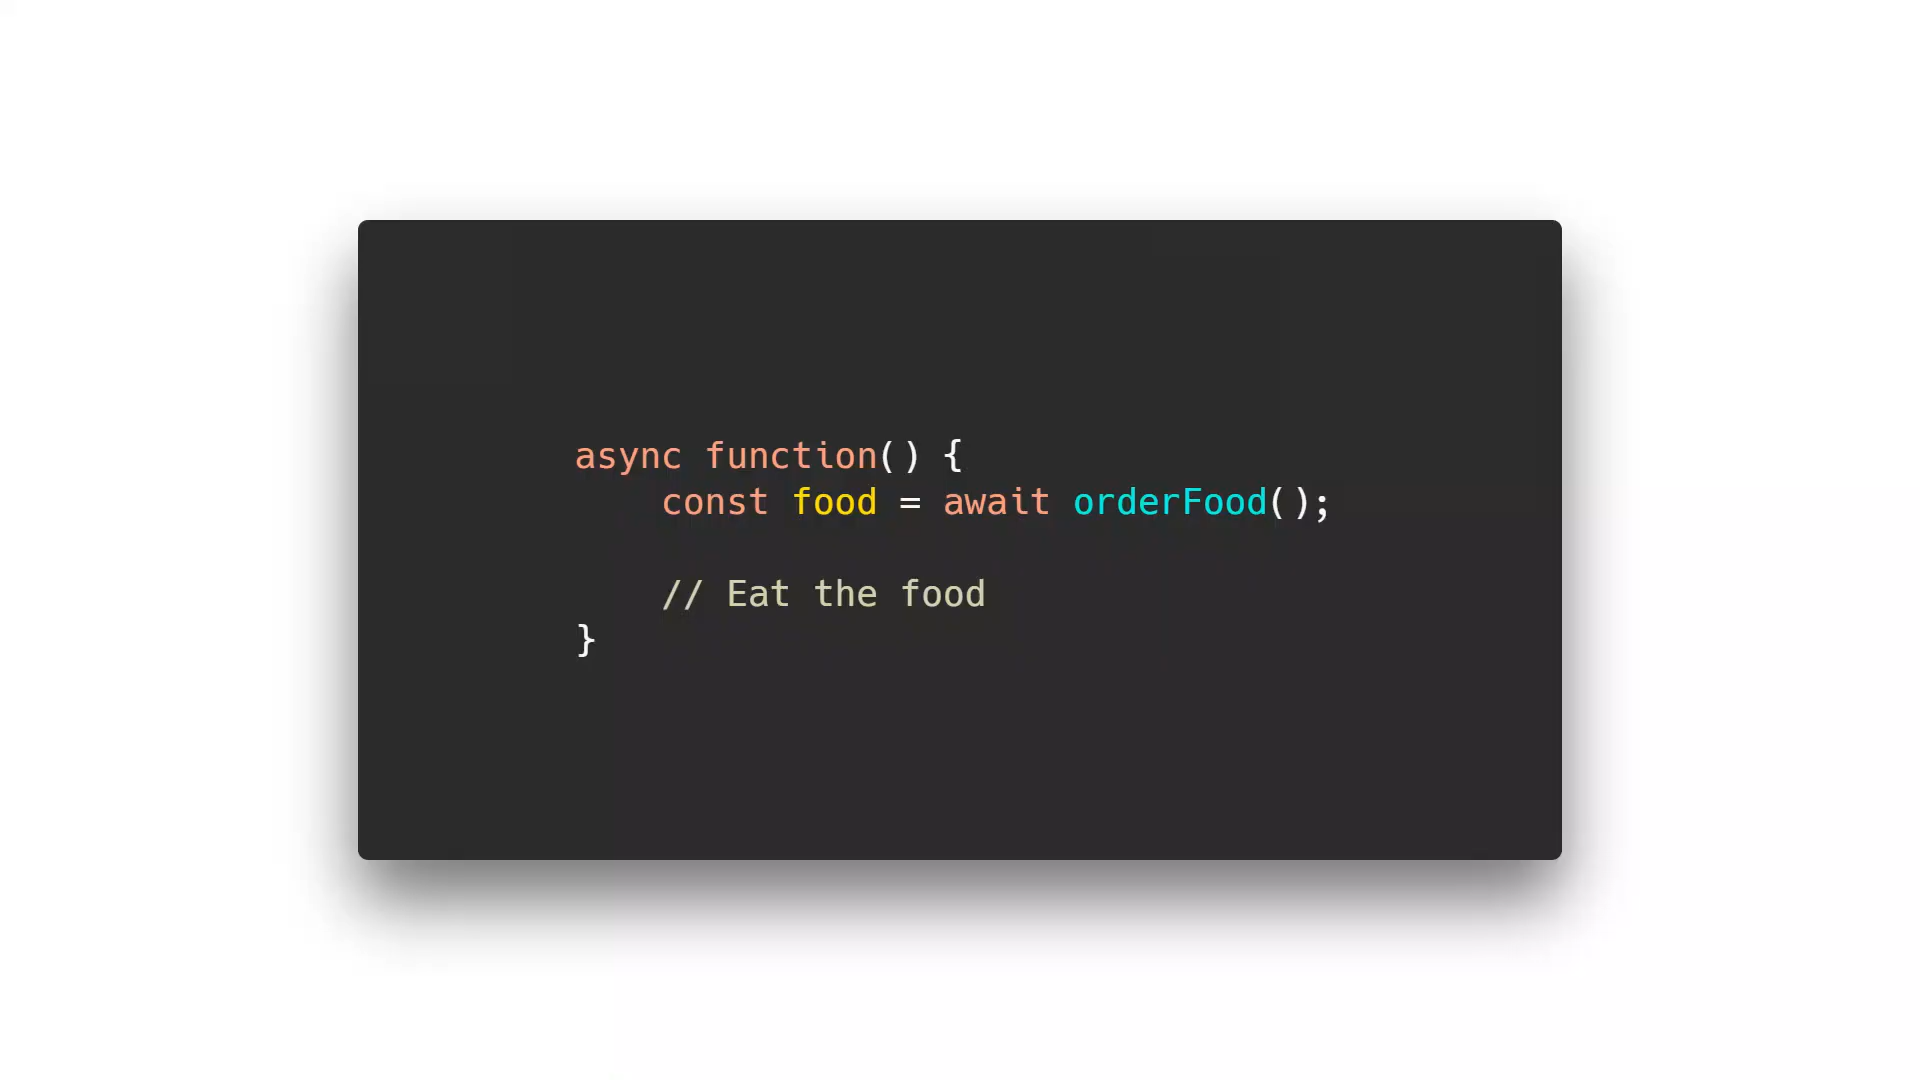 async function() {
    const food = await orderFood();

    // Eat the food
}